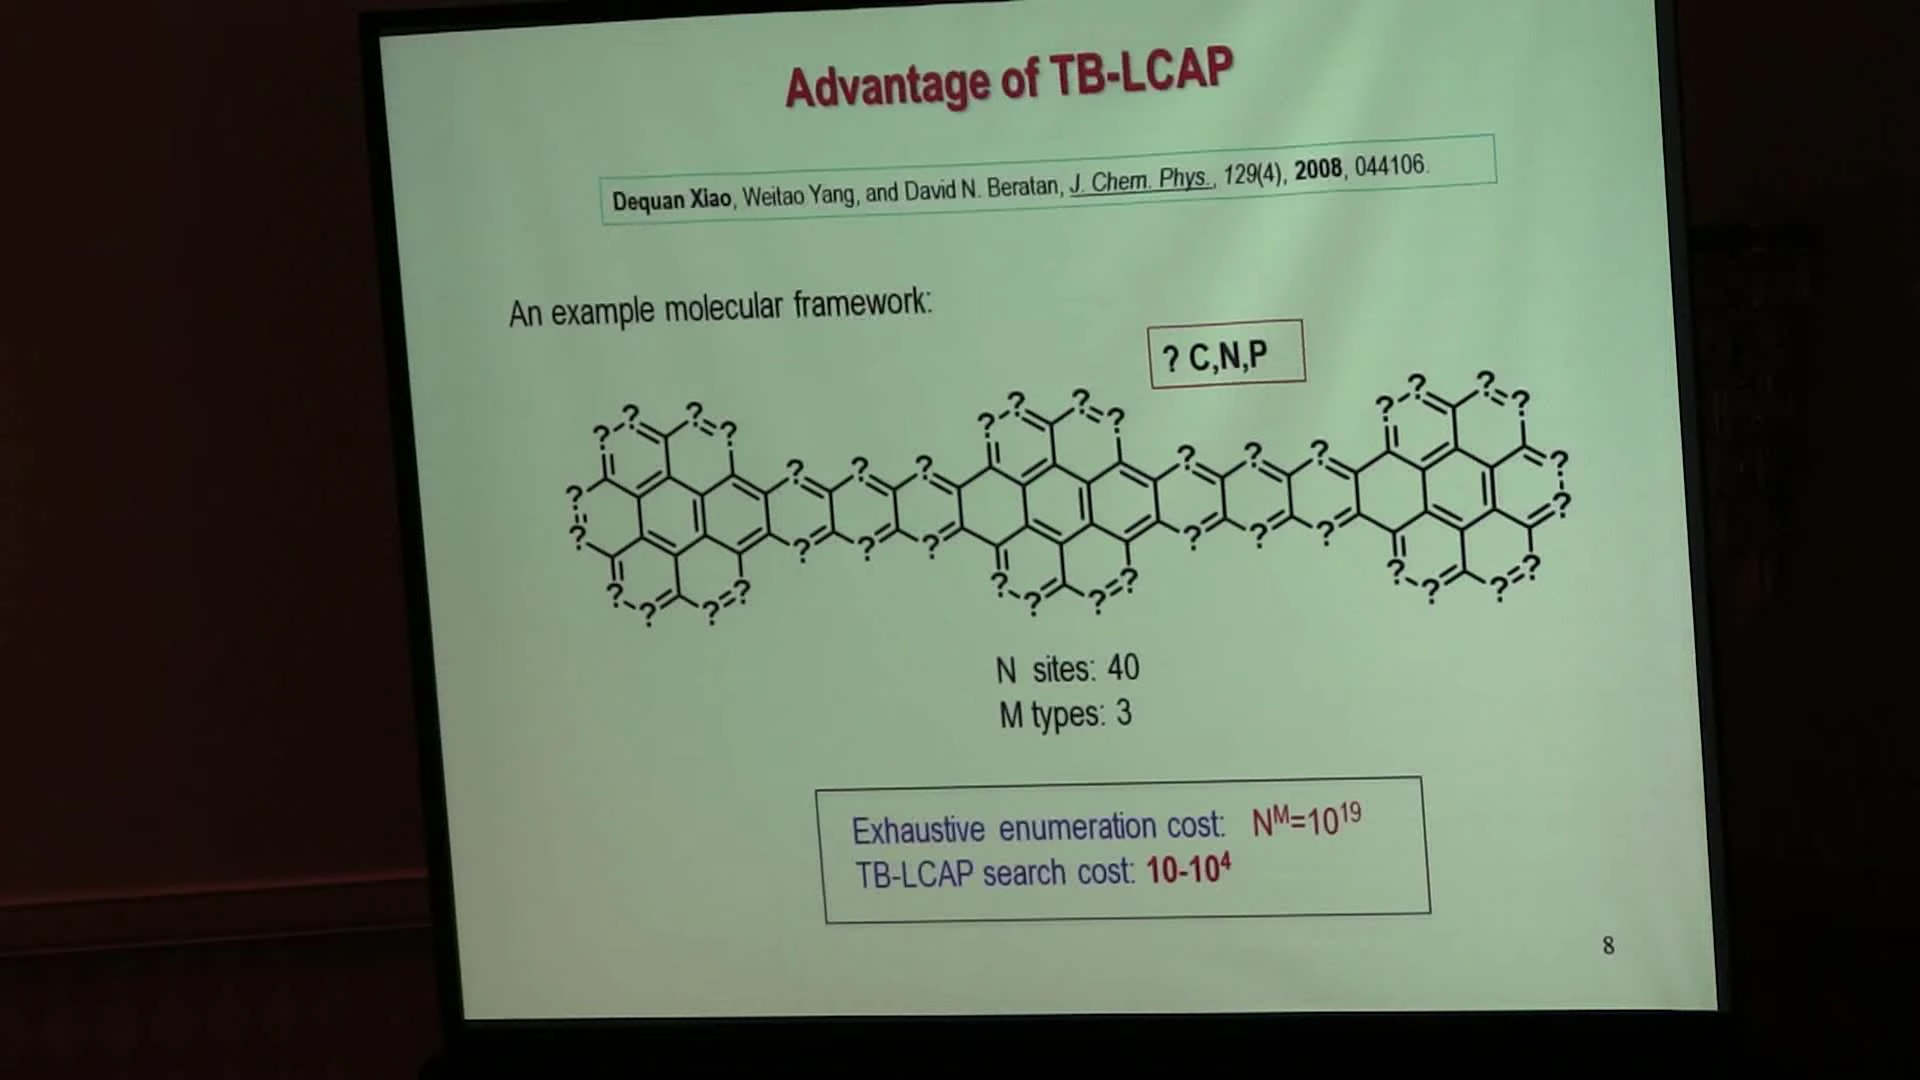 Advantage of TB-LCAP
Dequan Xiao, Weitao Yang, and David N. Beratan, J. Chem. Phys., 129(4), 2008, 044106.
An example molecular framework:
? C,N,P
? ? ? ? ? ? ? ? ? ? ? ?
? ? ? ? ? ? ? ?
? ? ? ? ? ? ? ?
? ? ? ? ? ? ? ? ? ? ? ?
N sites: 40
M types: 3
Exhaustive enumeration cost: N^M=10^19
TB-LCAP search cost: 10-10^4
8